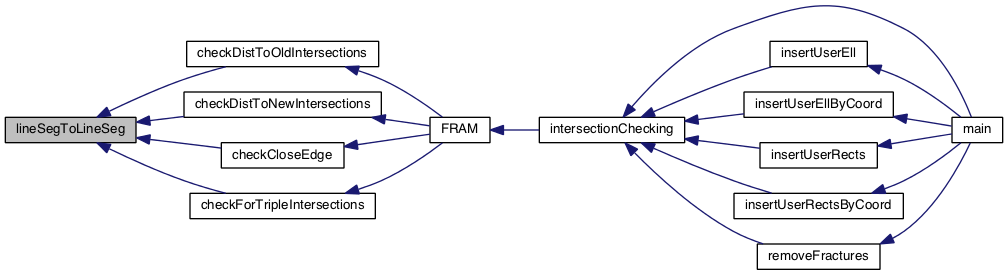 lineSegToLineSeg
checkDistToOldIntersections
checkDistToNewIntersections
checkCloseEdge
checkForTripleIntersections
FRAM
intersectionChecking
insertUserEll
insertUserEllByCoord
insertUserRects
insertUserRectsByCoord
removeFractures
main